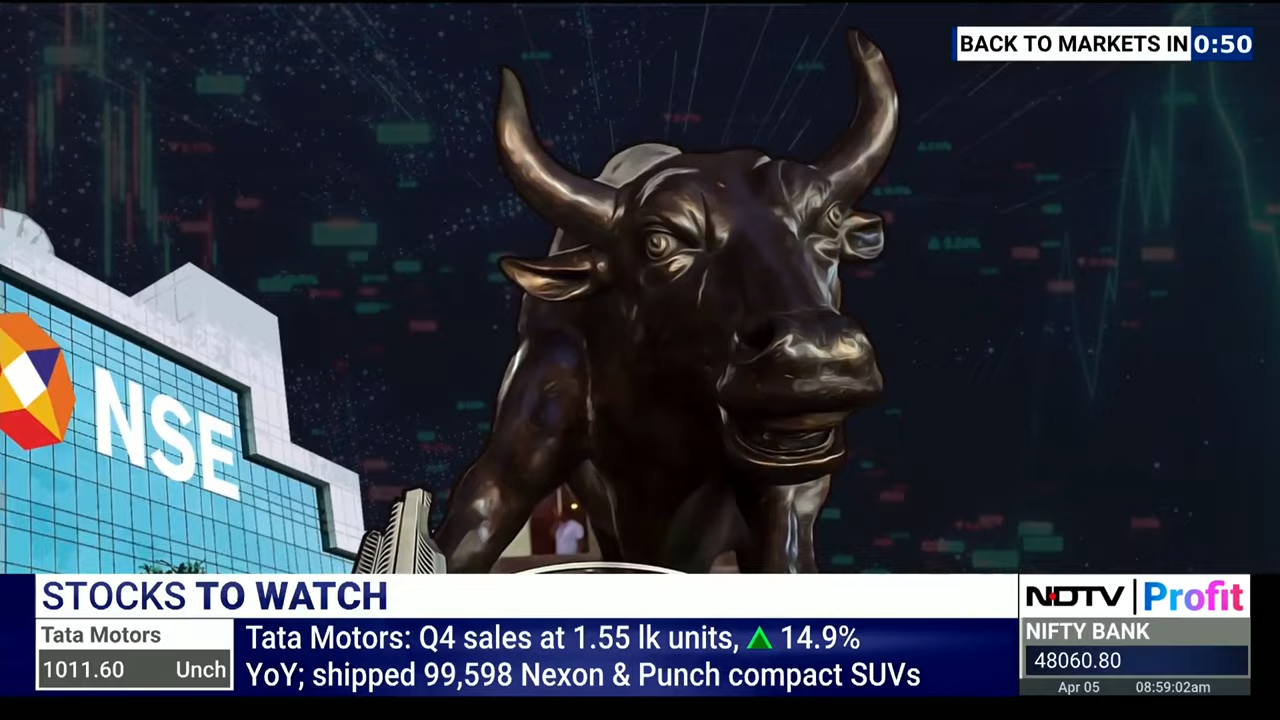 BACK TO MARKETS IN 0:50
NSE
STOCKS TO WATCH
Tata Motors
1011.60 Unch
Tata Motors: Q4 sales at 1.55 lk units, ▲ 14.9%
YoY; shipped 99,598 Nexon & Punch compact SUVs
NDTV Profit
NIFTY BANK
48060.80
Apr 05 08:59:02am